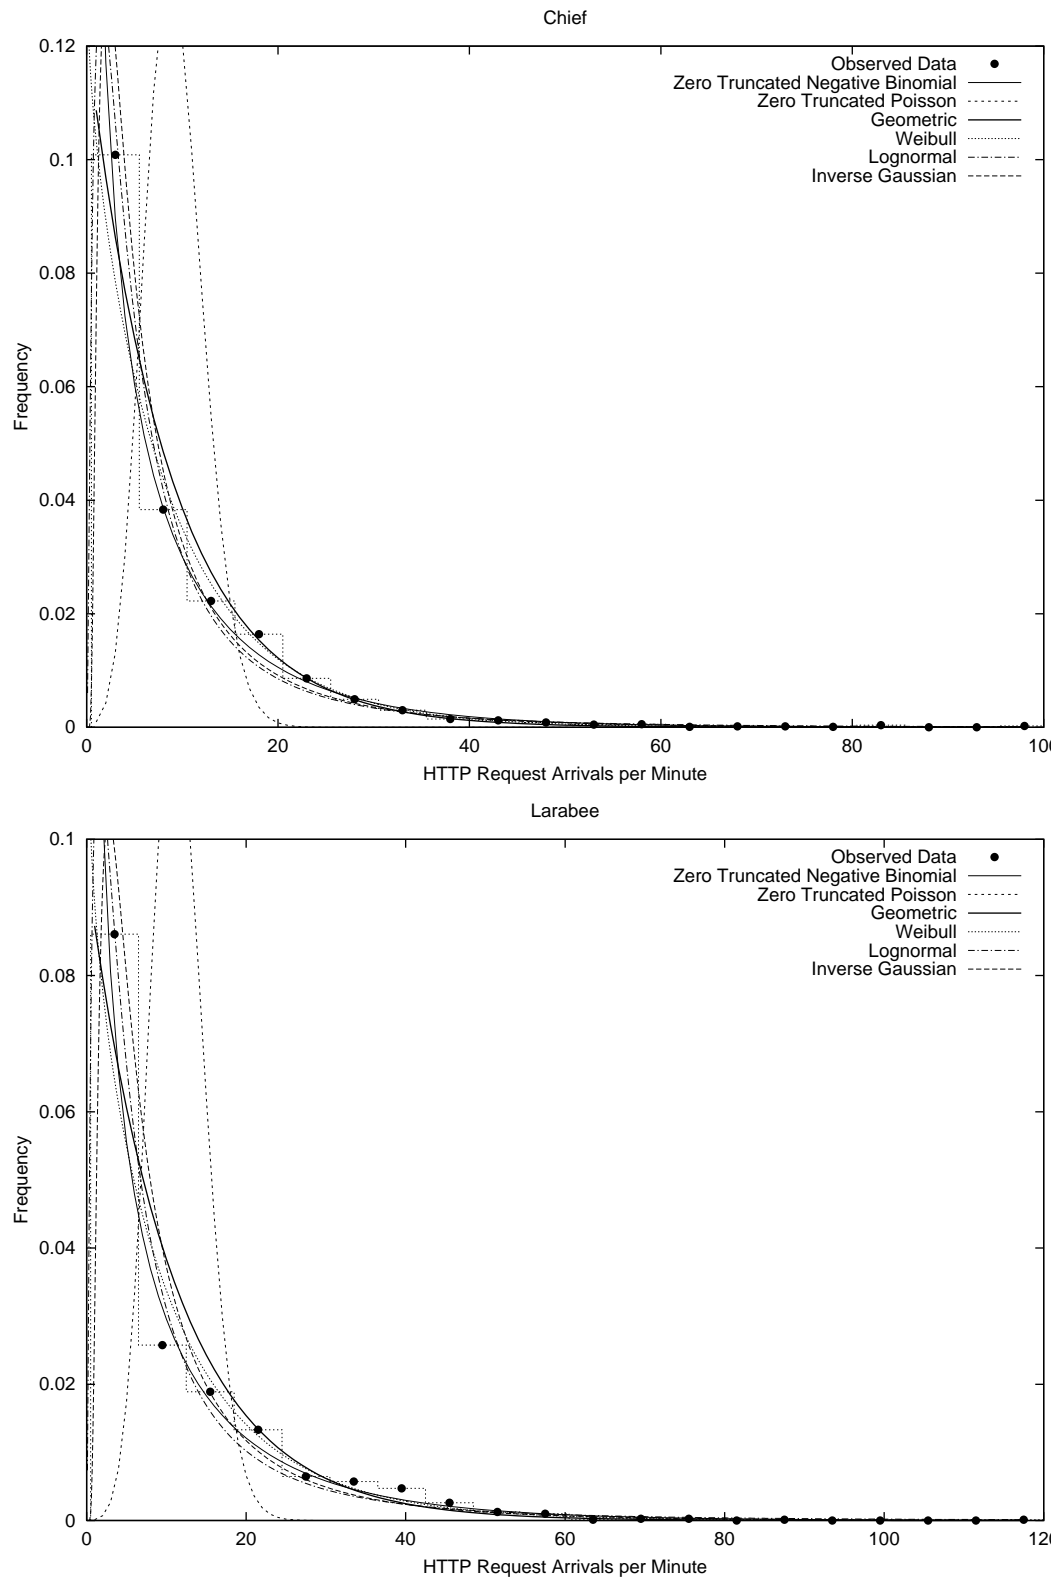 Chief
0.12
0.1
0.08
0.06
0.04
0.02
0
Frequency
Observed Data
Zero Truncated Negative Binomial
Zero Truncated Poisson
Geometric
Weibull
Lognormal
Inverse Gaussian
0 20 40 60 80 100
HTTP Request Arrivals per Minute
Larabee
0.1
0.08
0.06
0.04
0.02
0
Frequency
Observed Data
Zero Truncated Negative Binomial
Zero Truncated Poisson
Geometric
Weibull
Lognormal
Inverse Gaussian
0 20 40 60 80 100 120
HTTP Request Arrivals per Minute